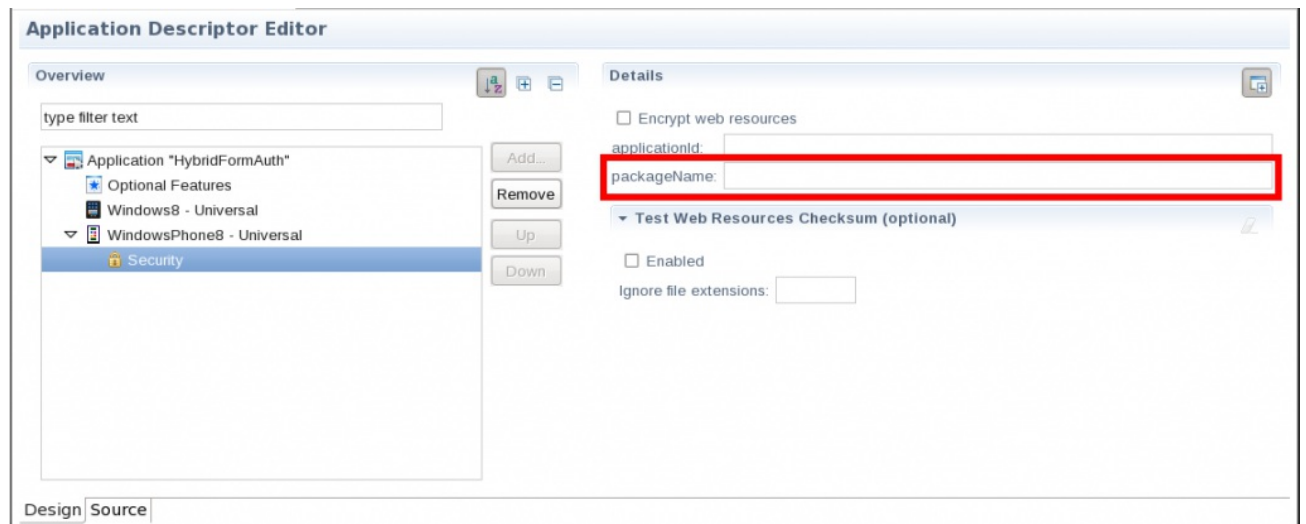 Application Descriptor Editor
Overview
type filter text
Application "HybridFormAuth"
Optional Features
Windows8 - Universal
WindowsPhone8 - Universal
Security
Add...
Remove
Up
Down
Details
Encrypt web resources
applicationId:
packageName:
Test Web Resources Checksum (optional)
Enabled
Ignore file extensions:
Design Source